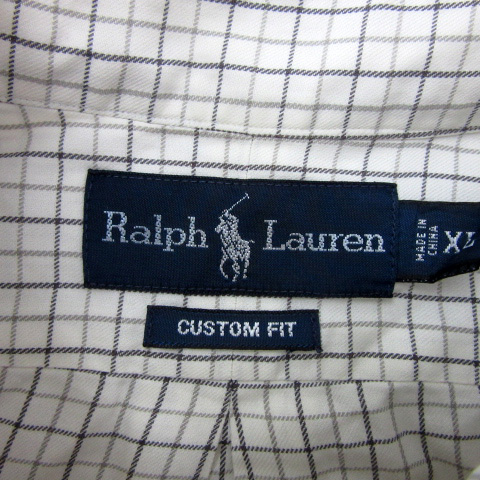 Ralph Lauren
MADE IN
CHINA
XL
CUSTOM FIT